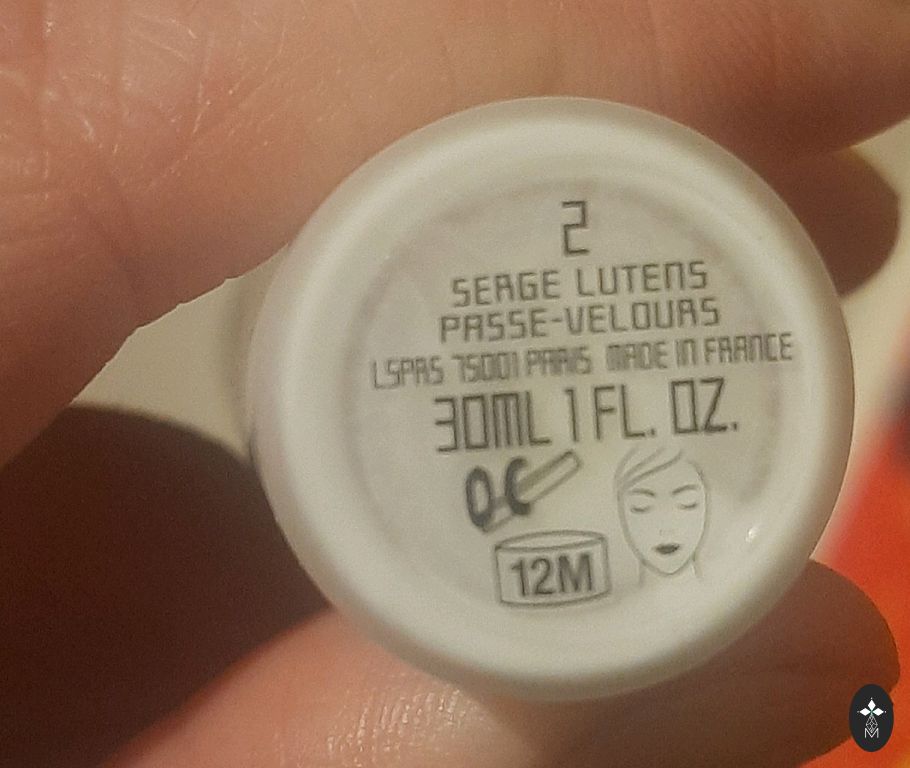 2
SERGE LUTENS
PASSE-VELOURS
LSPRS 75001 PARIS MADE IN FRANCE
30ML 1 FL. OZ.
12M
M